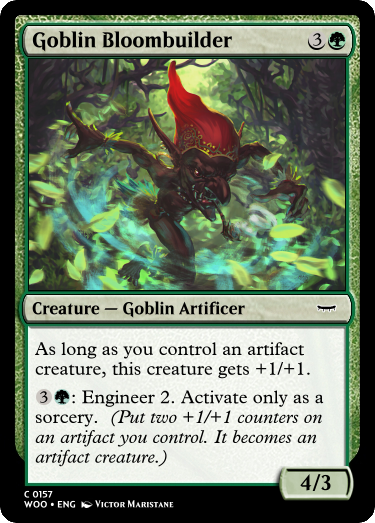 Goblin Bloombuilder 3
Creature — Goblin Artificer
As long as you control an artifact
creature, this creature gets +1/+1.
3 : Engineer 2. Activate only as a
sorcery. (Put two +1/+1 counters on
an artifact you control. It becomes an
artifact creature.)
4/3
C 0157
WOO • ENG Victor Maristane